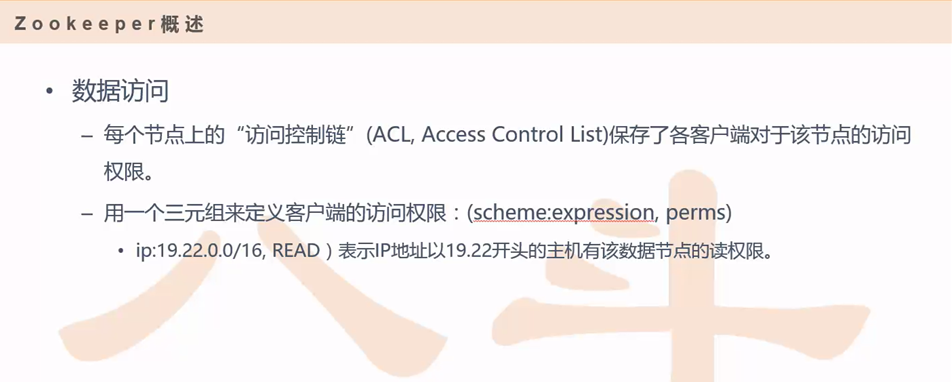 Zookeeper概述
• 数据访问
– 每个节点上的“访问控制链”(ACL, Access Control List)保存了各客户端对于该节点的访问
权限。
– 用一个三元组来定义客户端的访问权限：(scheme:expression, perms)
• ip:19.22.0.0/16, READ）表示IP地址以19.22开头的主机有该数据节点的读权限。
八斗